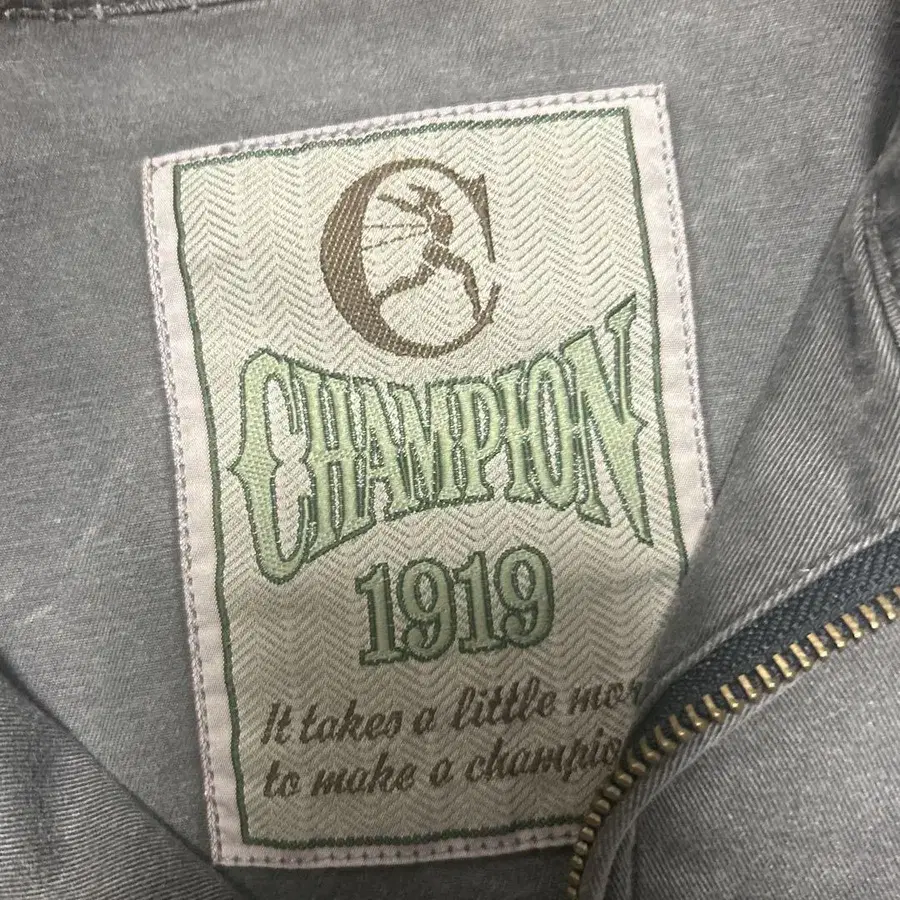 C
CHAMPION
1919
It takes a little mor
to make a champio